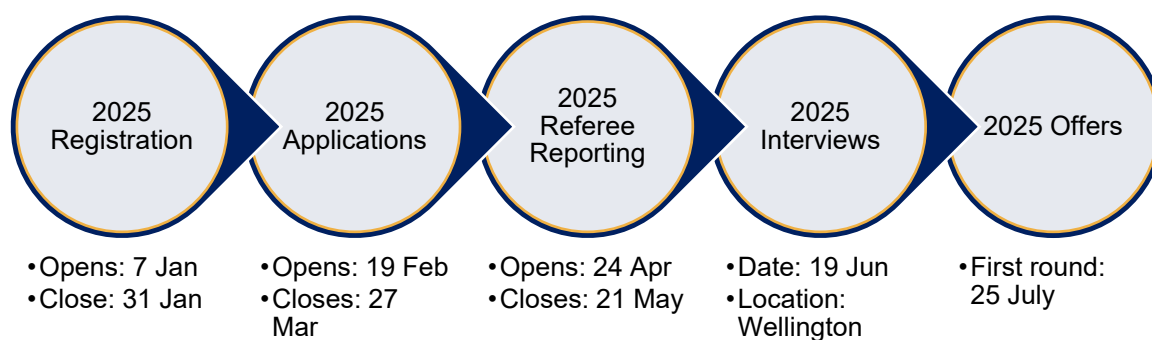 2025
Registration
2025
Applications
2025
Referee
Reporting
2025
Interviews
2025 Offers
•Opens: 7 Jan
•Close: 31 Jan
•Opens: 19 Feb
•Closes: 27
Mar
•Opens: 24 Apr
•Closes: 21 May
•Date: 19 Jun
•Location:
Wellington
•First round:
25 July